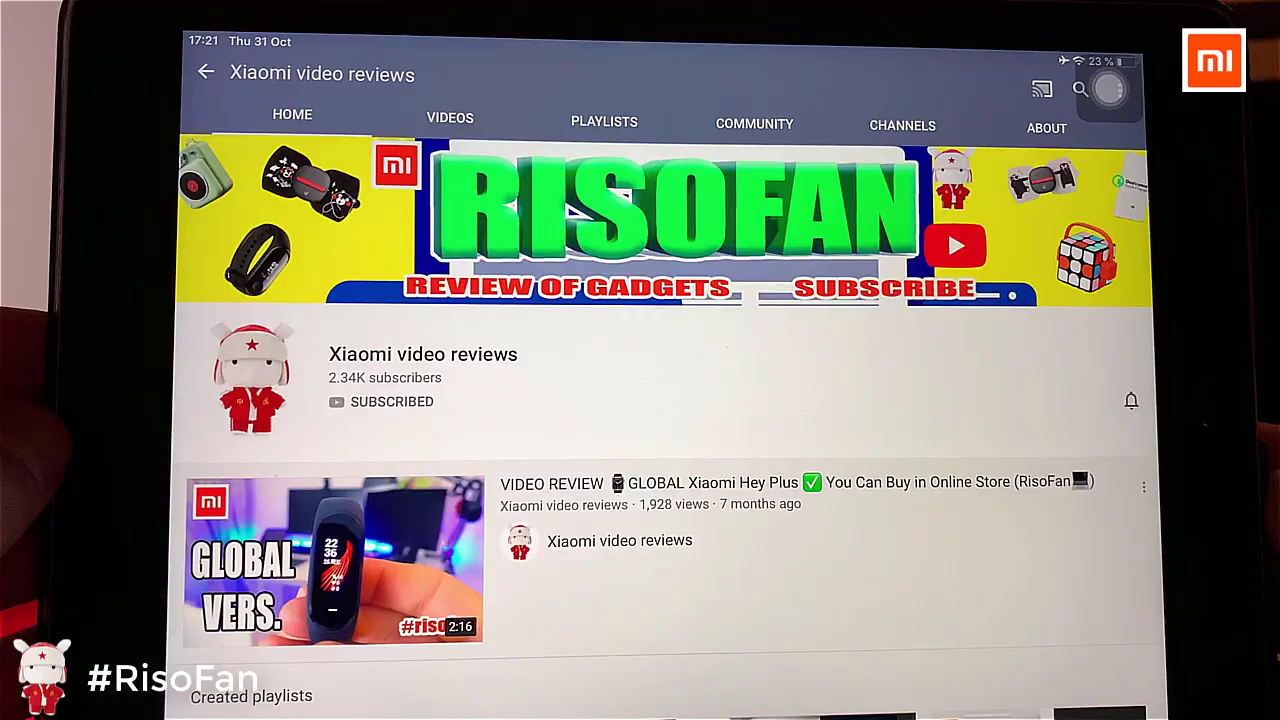 17:21 Thu 31 Oct
23 %
Xiaomi video reviews
HOME
VIDEOS
PLAYLISTS
COMMUNITY
CHANNELS
ABOUT
mi
mi
RISOFAN
REVIEW OF GADGETS
SUBSCRIBE
Xiaomi video reviews
2.34K subscribers
SUBSCRIBED
VIDEO REVIEW ⌚GLOBAL Xiaomi Hey Plus ✅ You Can Buy in Online Store (RisoFan💻)
Xiaomi video reviews · 1,928 views · 7 months ago
Xiaomi video reviews
mi
GLOBAL
VERS.
22
36
#riso
2:16
Created playlists
#RisoFan